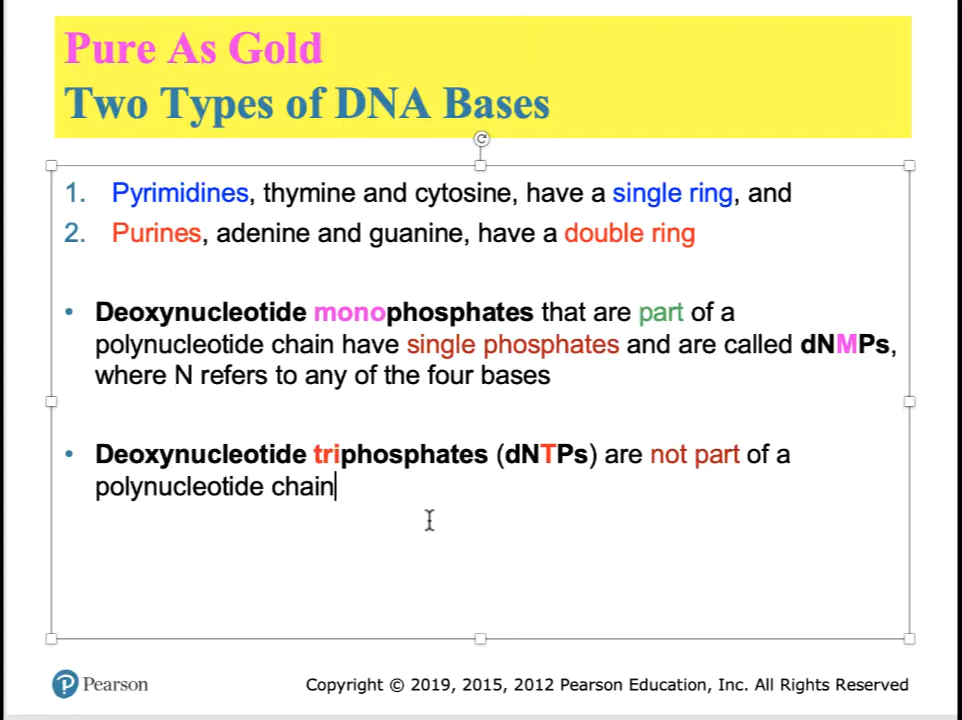 Pure As Gold
Two Types of DNA Bases
1. Pyrimidines, thymine and cytosine, have a single ring, and
2. Purines, adenine and guanine, have a double ring
• Deoxynucleotide monophosphates that are part of a
polynucleotide chain have single phosphates and are called dNMPs,
where N refers to any of the four bases
• Deoxynucleotide triphosphates (dNTPs) are not part of a
polynucleotide chain
Pearson
Copyright © 2019, 2015, 2012 Pearson Education, Inc. All Rights Reserved